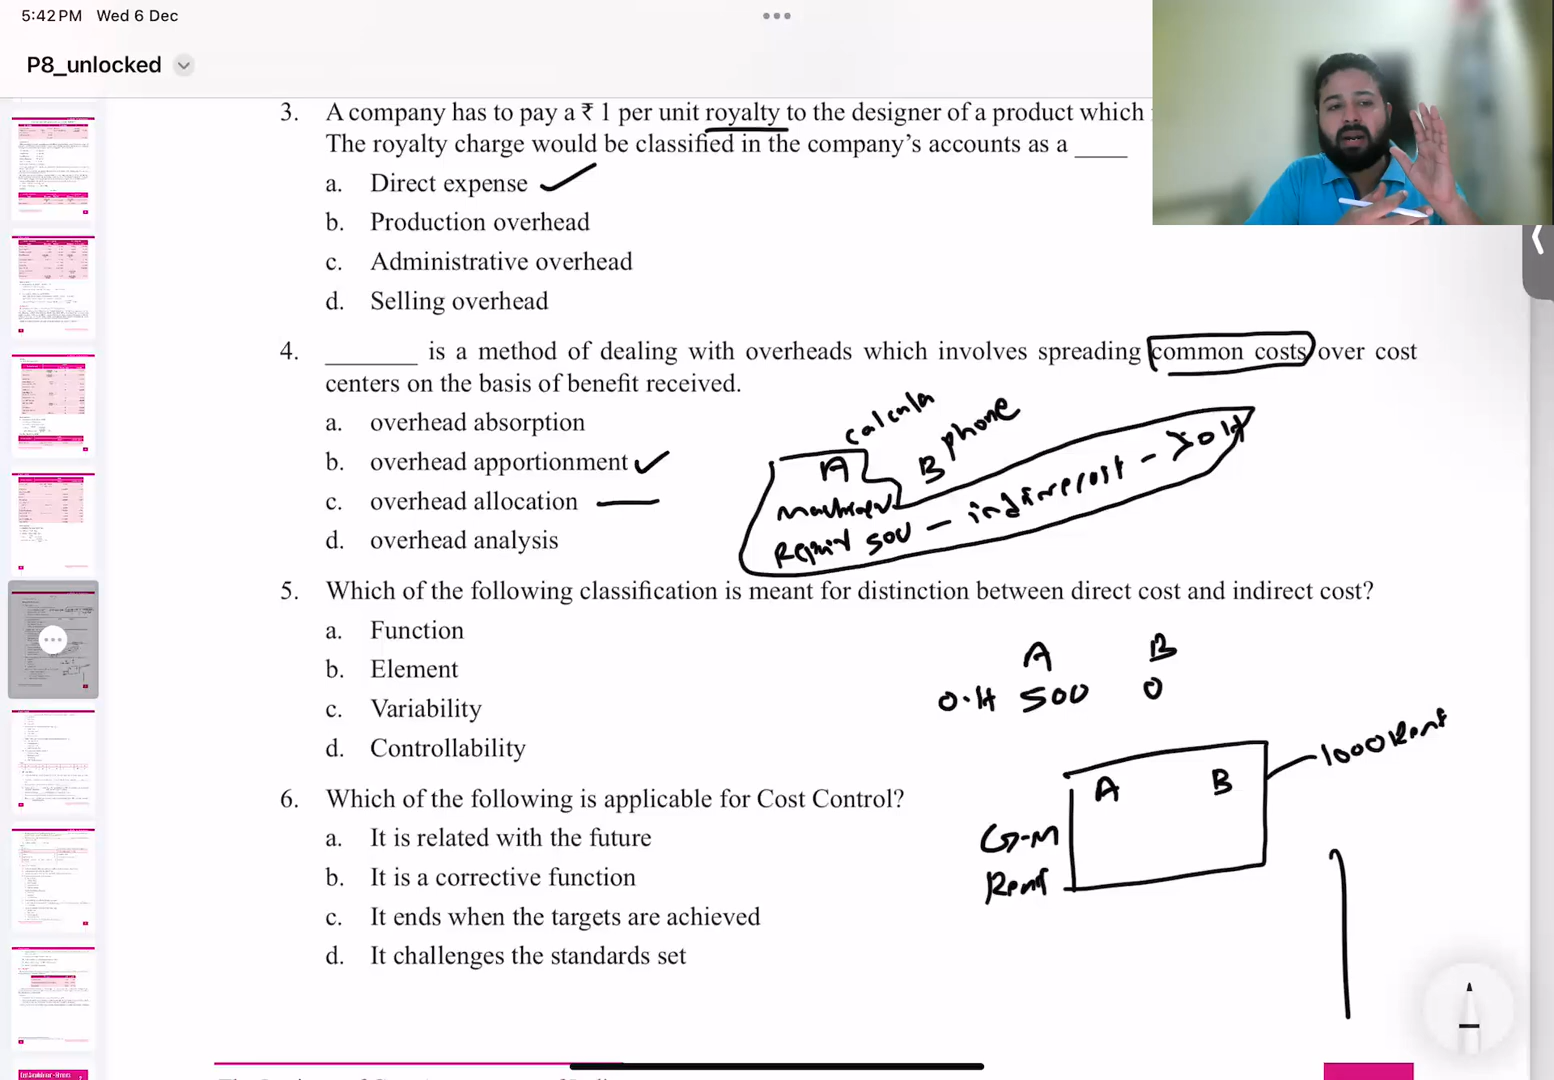 5:42 PM Wed 6 Dec
P8_unlocked
3. A company has to pay a ₹ 1 per unit royalty to the designer of a product which
The royalty charge would be classified in the company's accounts as a ____
a. Direct expense
b. Production overhead
c. Administrative overhead
d. Selling overhead
4. _______ is a method of dealing with overheads which involves spreading common costs over cost
centers on the basis of benefit received.
a. overhead absorption
b. overhead apportionment
c. overhead allocation
d. overhead analysis
calcula
A B phone
500 – indirect cost –
5. Which of the following classification is meant for distinction between direct cost and indirect cost?
a. Function
b. Element
c. Variability
d. Controllability
A B
O.H 500 0
1000 Rent
A B
G-M
Rent
6. Which of the following is applicable for Cost Control?
a. It is related with the future
b. It is a corrective function
c. It ends when the targets are achieved
d. It challenges the standards set